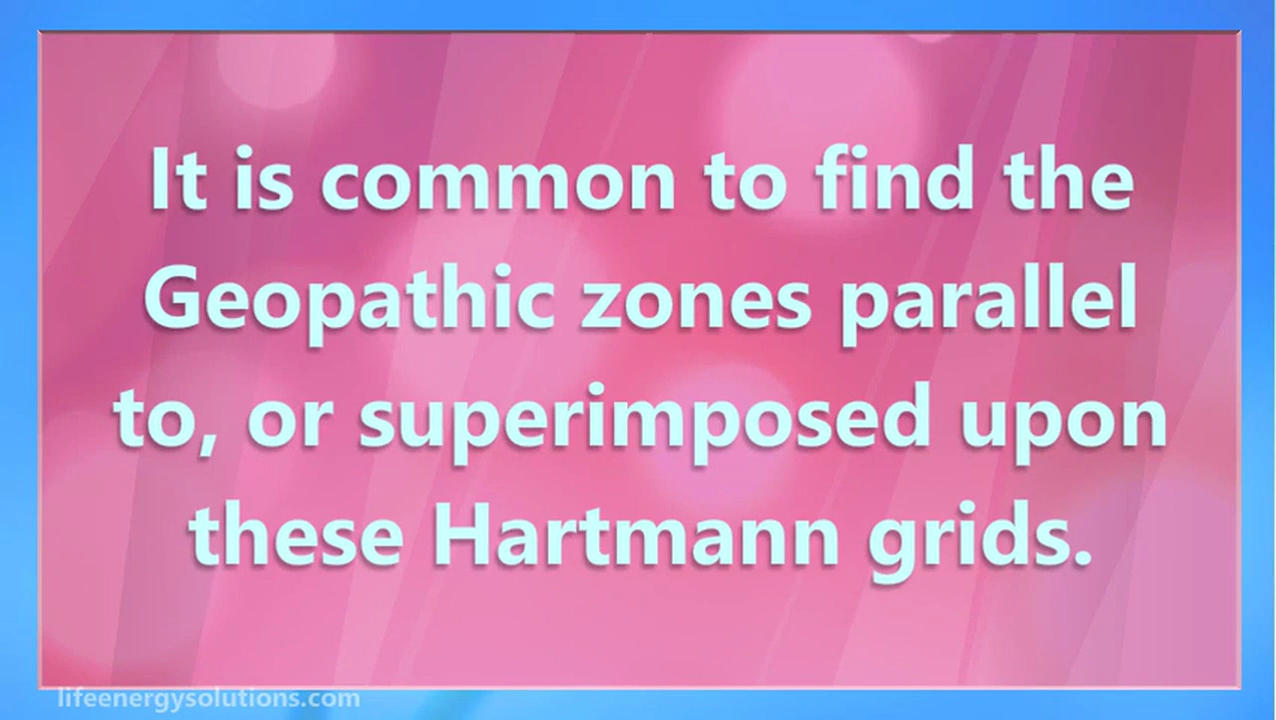 It is common to find the
Geopathic zones parallel
to, or superimposed upon
these Hartmann grids.
lifeenergysolutions.com